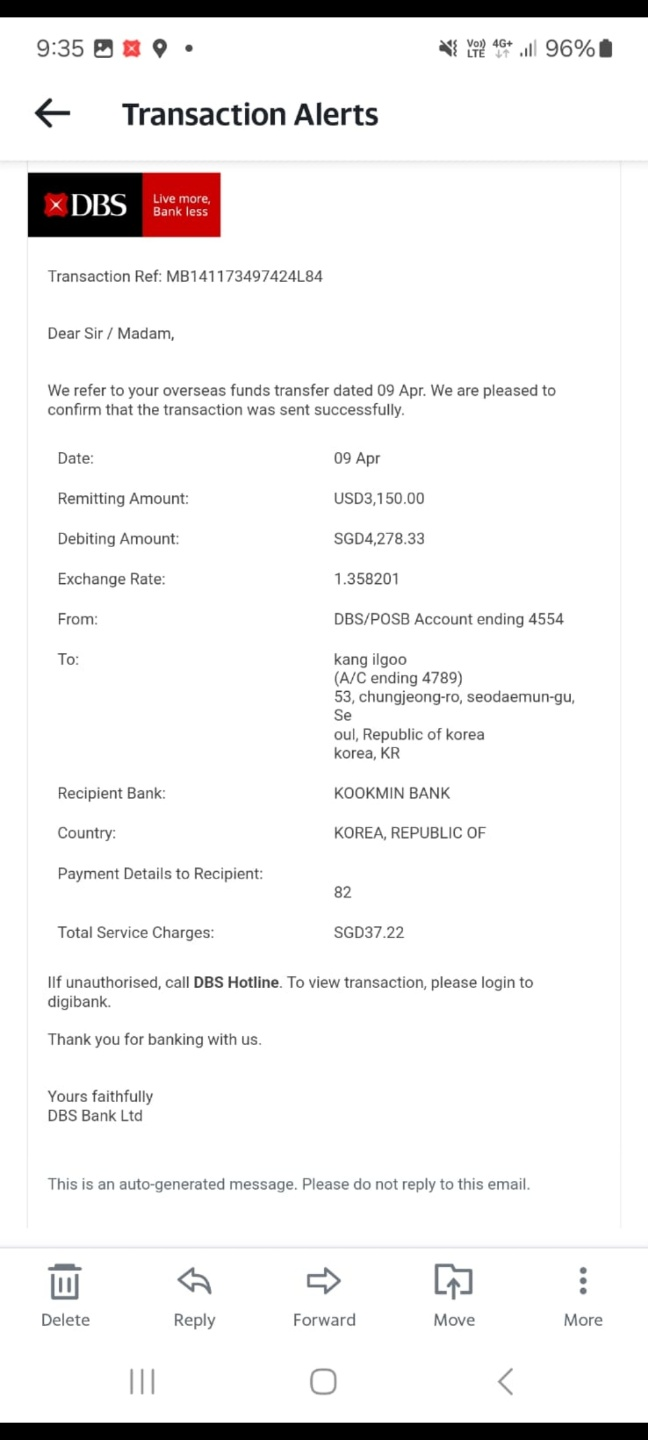 9:35
Vo)) LTE 4G+ 96%
Transaction Alerts
DBS
Live more,
Bank less
Transaction Ref: MB141173497424L84
Dear Sir / Madam,
We refer to your overseas funds transfer dated 09 Apr. We are pleased to
confirm that the transaction was sent successfully.
Date: 09 Apr
Remitting Amount: USD3,150.00
Debiting Amount: SGD4,278.33
Exchange Rate: 1.358201
From: DBS/POSB Account ending 4554
To: kang ilgoo
(A/C ending 4789)
53, chungjeong-ro, seodaemun-gu,
Se
oul, Republic of korea
korea, KR
Recipient Bank: KOOKMIN BANK
Country: KOREA, REPUBLIC OF
Payment Details to Recipient:
82
Total Service Charges: SGD37.22
IIf unauthorised, call DBS Hotline. To view transaction, please login to
digibank.
Thank you for banking with us.
Yours faithfully
DBS Bank Ltd
This is an auto-generated message. Please do not reply to this email.
Delete Reply Forward Move More